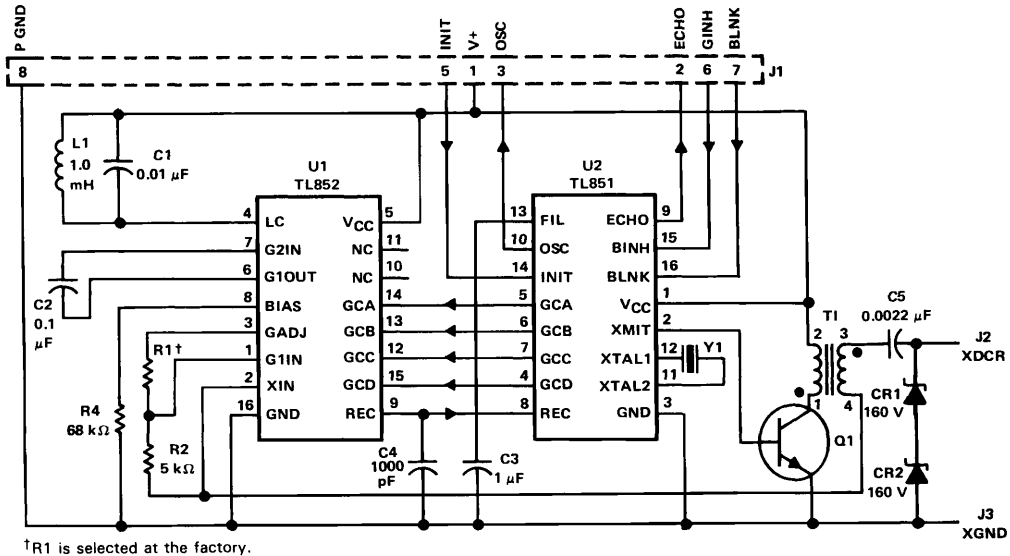 P GND
INIT
V+
OSC
ECHO
GINH
BLNK
8
5
1
3
2
6
7
J1
L1
1.0
mH
C1
0.01 μF
U1
TL852
4 LC
7 G2IN
6 G1OUT
8 BIAS
3 GADJ
1 G1IN
2 XIN
16 GND
VCC 5
NC 11
NC 10
GCA 14
GCB 13
GCC 12
GCD 15
REC 9
C2
0.1
μF
R1†
R4
68 kΩ
R2
5 kΩ
C4
1000
pF
C3
1 μF
U2
TL851
13 FIL
10 OSC
14 INIT
5 GCA
6 GCB
7 GCC
4 GCD
8 REC
ECHO 9
BINH 15
BLNK 16
VCC 1
XMIT 2
XTAL1 12
XTAL2 11
GND 3
Y1
T1
2 3
1 4
Q1
C5
0.0022 μF
J2
XDCR
CR1
160 V
CR2
160 V
J3
XGND
†R1 is selected at the factory.